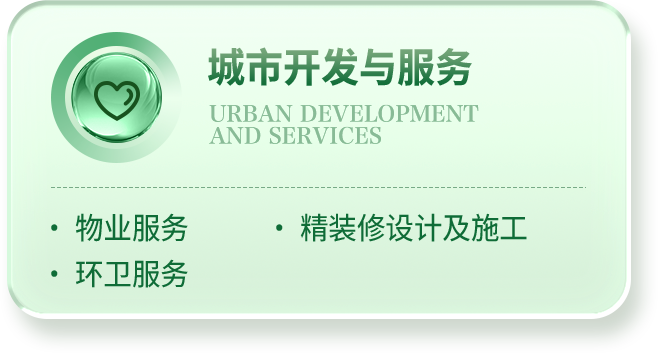 城市开发与服务
URBAN DEVELOPMENT
AND SERVICES
• 物业服务 • 精装修设计及施工
• 环卫服务